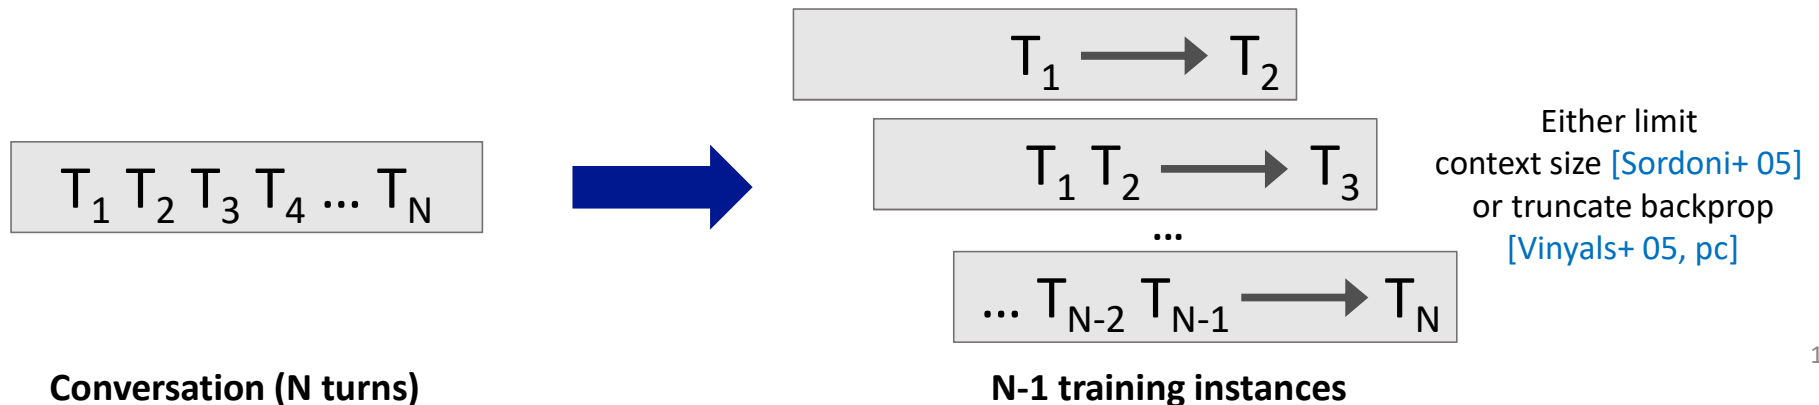 T1 T2 T3 T4 ... TN
Conversation (N turns)
T1 → T2
T1 T2 → T3
...
... TN-2 TN-1 → TN
N-1 training instances
Either limit
context size [Sordoni+ 05]
or truncate backprop
[Vinyals+ 05, pc]
1